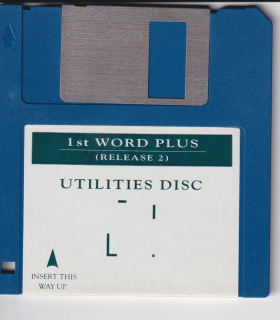 1st WORD PLUS
(RELEASE 2)
UTILITIES DISC
INSERT THIS
WAY UP